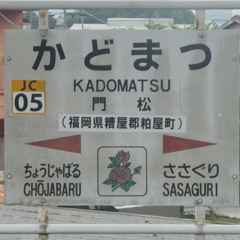 かどまつ
JC
05
KADOMATSU
門松
(福岡県糟屋郡粕屋町)
ちょうじゃばる
CHŌJABARU
ささぐり
SASAGURI